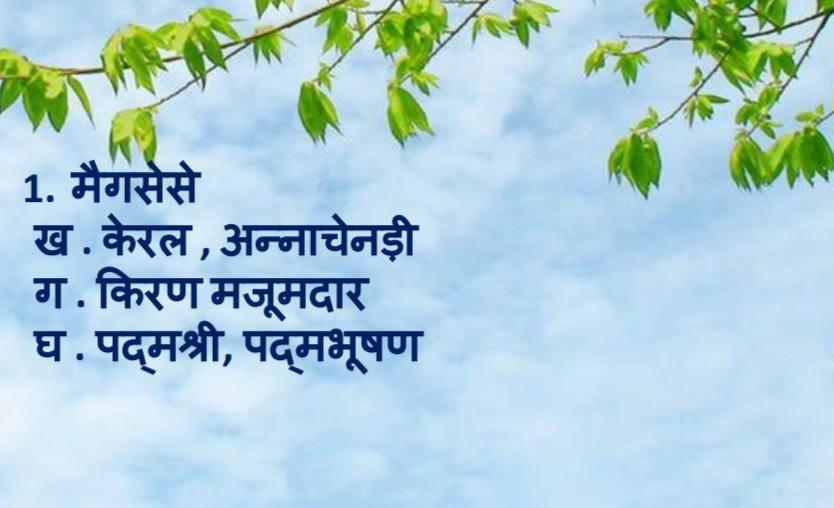 1. मैगसेसे
ख . केरल , अन्नाचेनड़ी
ग . किरण मजूमदार
घ . पद्मश्री, पद्मभूषण